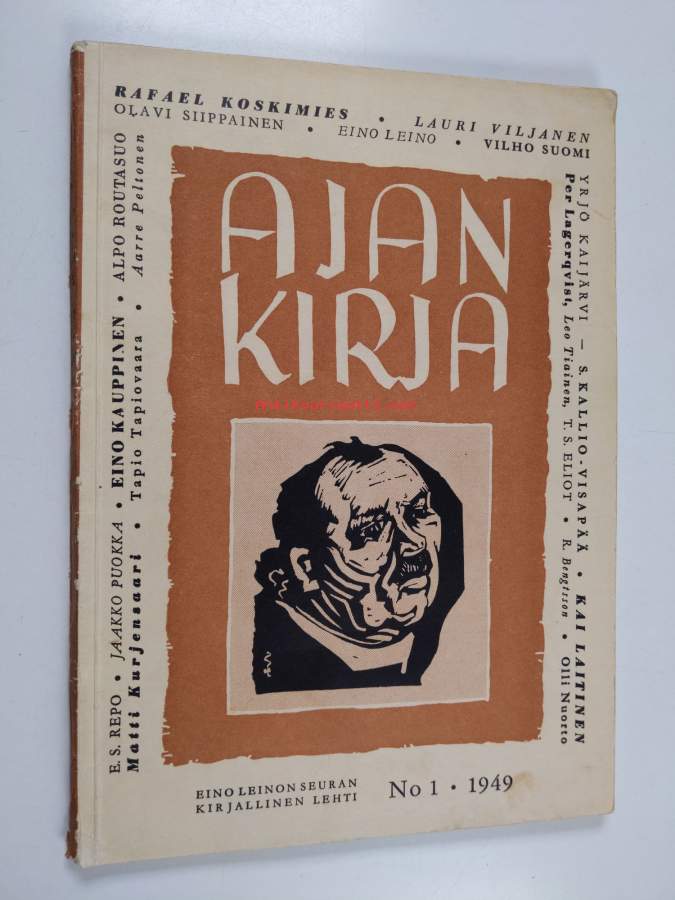 RAFAEL KOSKIMIES • LAURI VILJANEN
OLAVI SIIPPAINEN • EINO LEINO • VILHO SUOMI
E. S. REPO • JAAKKO PUOKKA • EINO KAUPPINEN • ALPO ROUTASUO
Matti Kurjensaari • Tapio Tapiovaara • Aarre Peltonen
AJAN
KIRJA
YRJÖ KAIJÄRVI — S. KALLIO-VISAPÄÄ • KAI LAITINEN
Per Lagerqvist, Leo Tiainen, T. S. ELIOT • R. Bengtsson • Olli Nuorto
EINO LEINON SEURAN
KIRJALLINEN LEHTI
No 1 • 1949